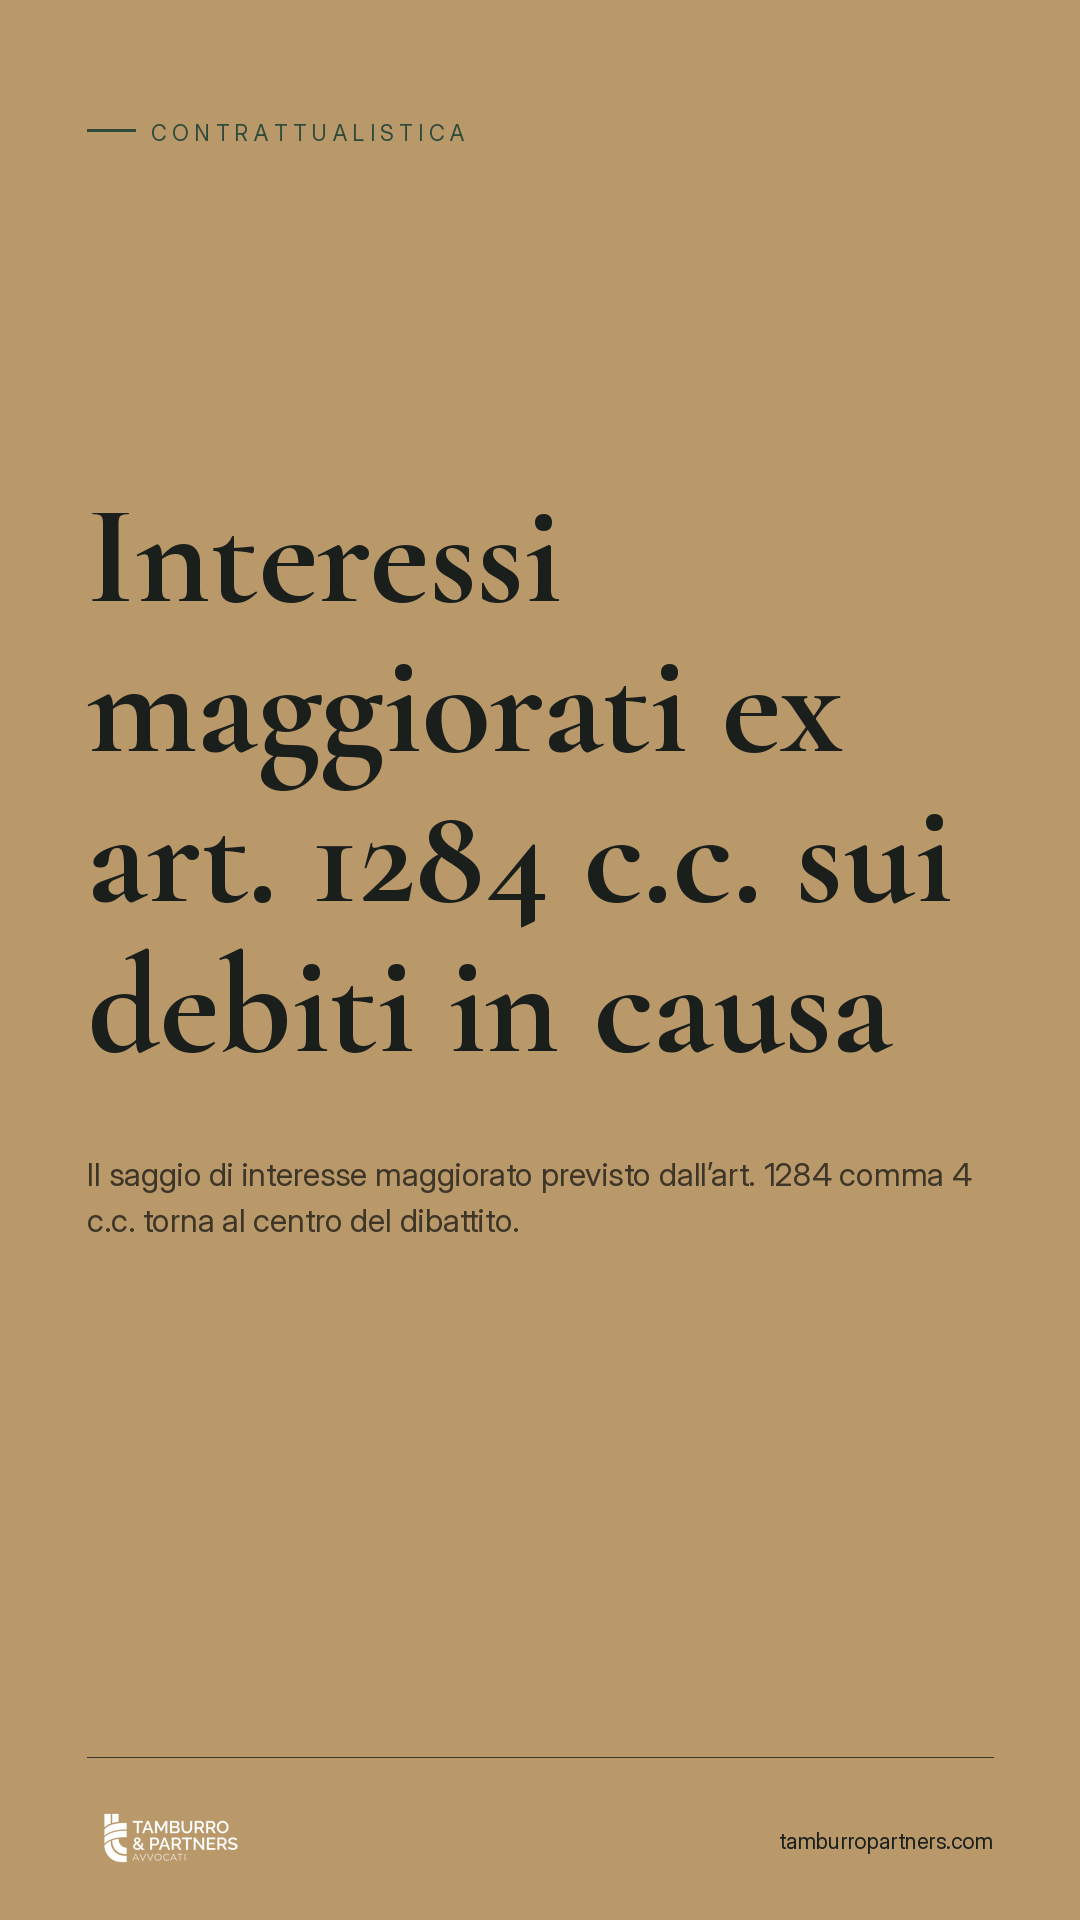 CONTRATTUALISTICA
Interessi
maggiorati ex
art. 1284 c.c. sui
debiti in causa
Il saggio di interesse maggiorato previsto dall'art. 1284 comma 4
c.c. torna al centro del dibattito.
TAMBURRO
& PARTNERS
AVVOCATI
tamburropartners.com